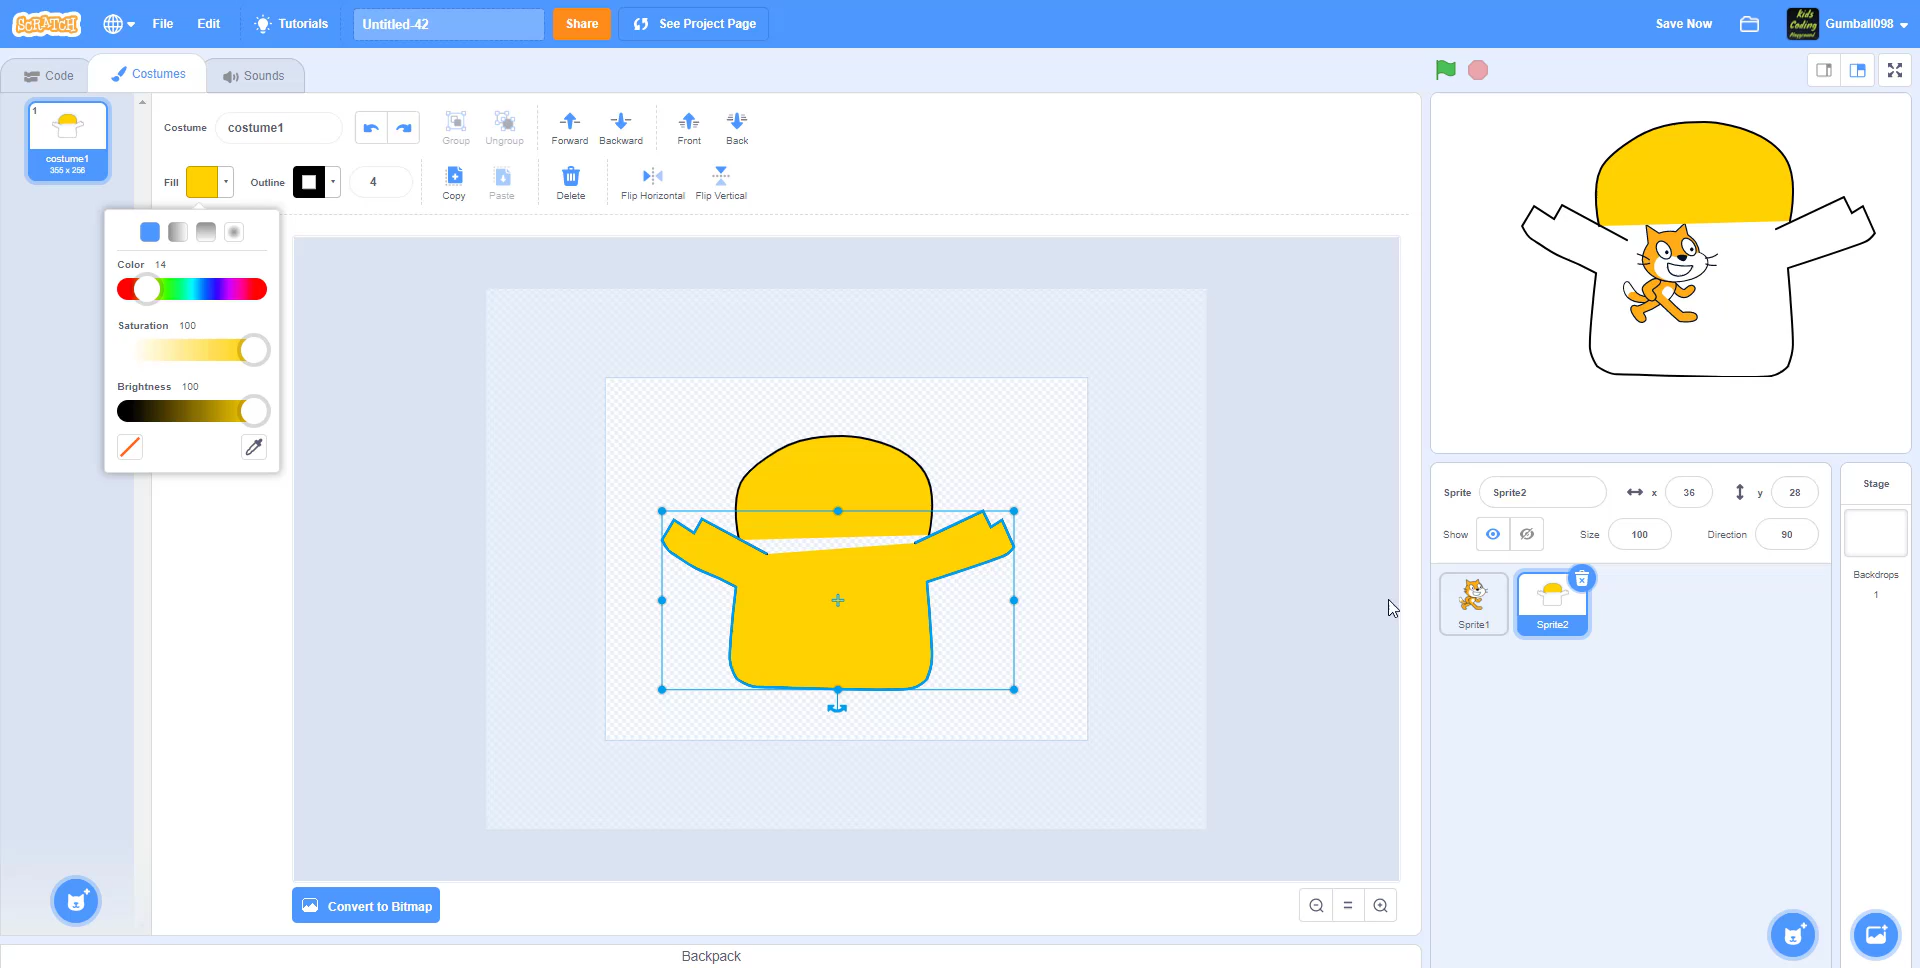 SCRATCH File Edit Tutorials Untitled-42 Share See Project Page Save Now Kids Coding Playground Gumball098
Code Costumes Sounds
1
costume1
355 x 256
Costume costume1 Group Ungroup Forward Backward Front Back
Fill Outline 4 Copy Paste Delete Flip Horizontal Flip Vertical
Color 14
Saturation 100
Brightness 100
Convert to Bitmap
Backpack
Sprite Sprite2 x 36 y 28
Show Size 100 Direction 90
Sprite1 Sprite2
Stage
Backdrops
1